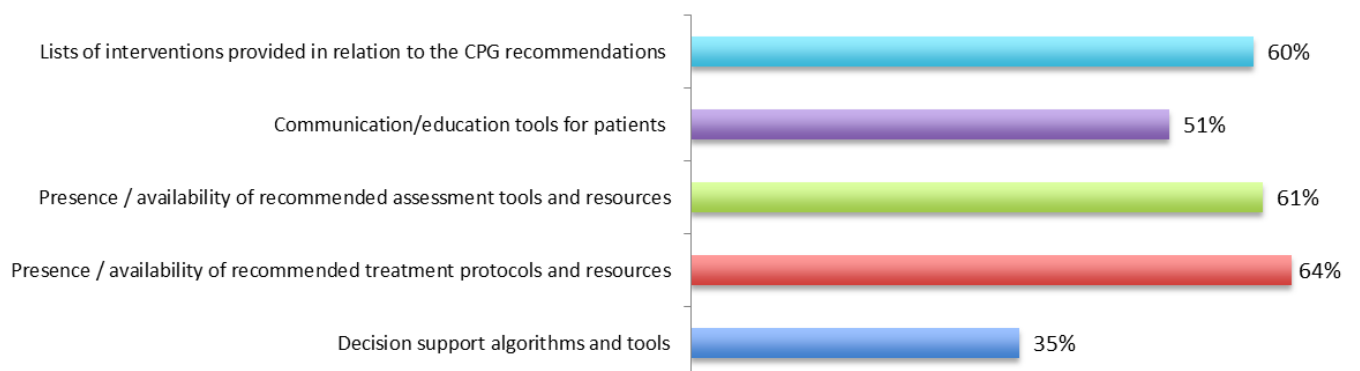 Lists of interventions provided in relation to the CPG recommendations 60%
Communication/education tools for patients 51%
Presence / availability of recommended assessment tools and resources 61%
Presence / availability of recommended treatment protocols and resources 64%
Decision support algorithms and tools 35%